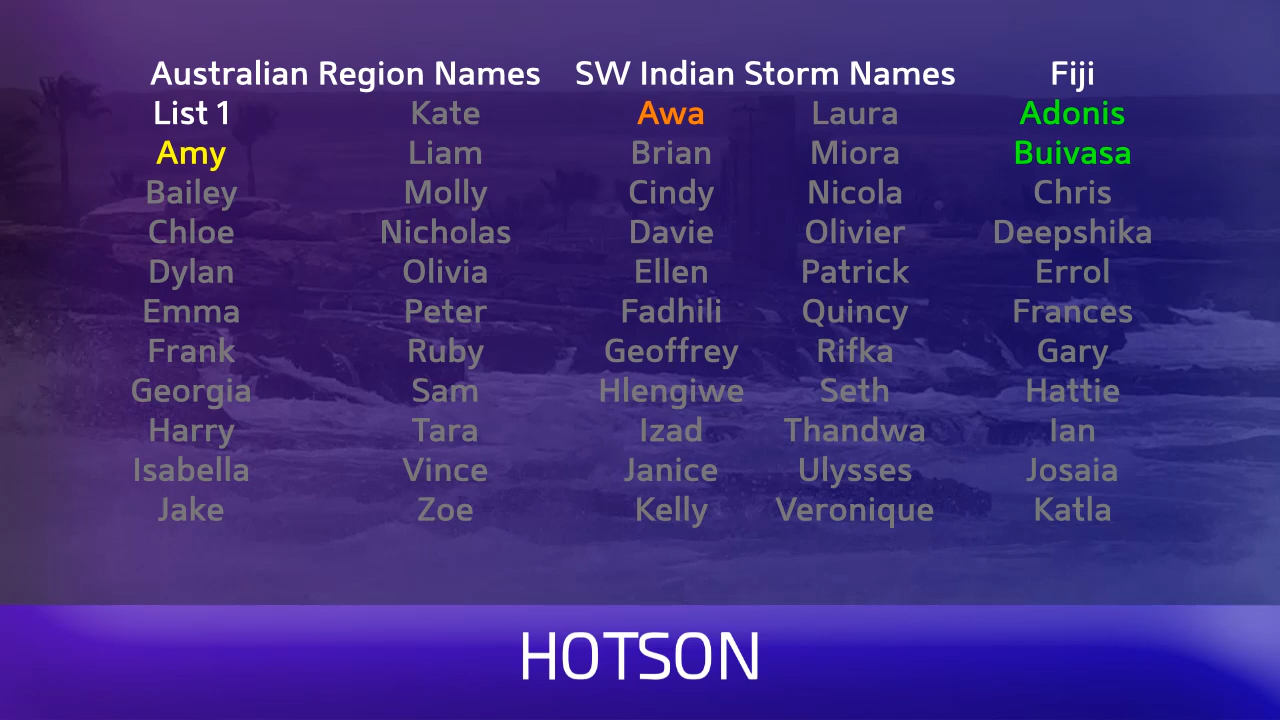 Australian Region Names SW Indian Storm Names Fiji
List 1 Kate Awa Laura Adonis
Amy Liam Brian Miora Buivasa
Bailey Molly Cindy Nicola Chris
Chloe Nicholas Davie Olivier Deepshika
Dylan Olivia Ellen Patrick Errol
Emma Peter Fadhili Quincy Frances
Frank Ruby Geoffrey Rifka Gary
Georgia Sam Hlengiwe Seth Hattie
Harry Tara Izad Thandwa Ian
Isabella Vince Janice Ulysses Josaia
Jake Zoe Kelly Veronique Katla
HOTSON